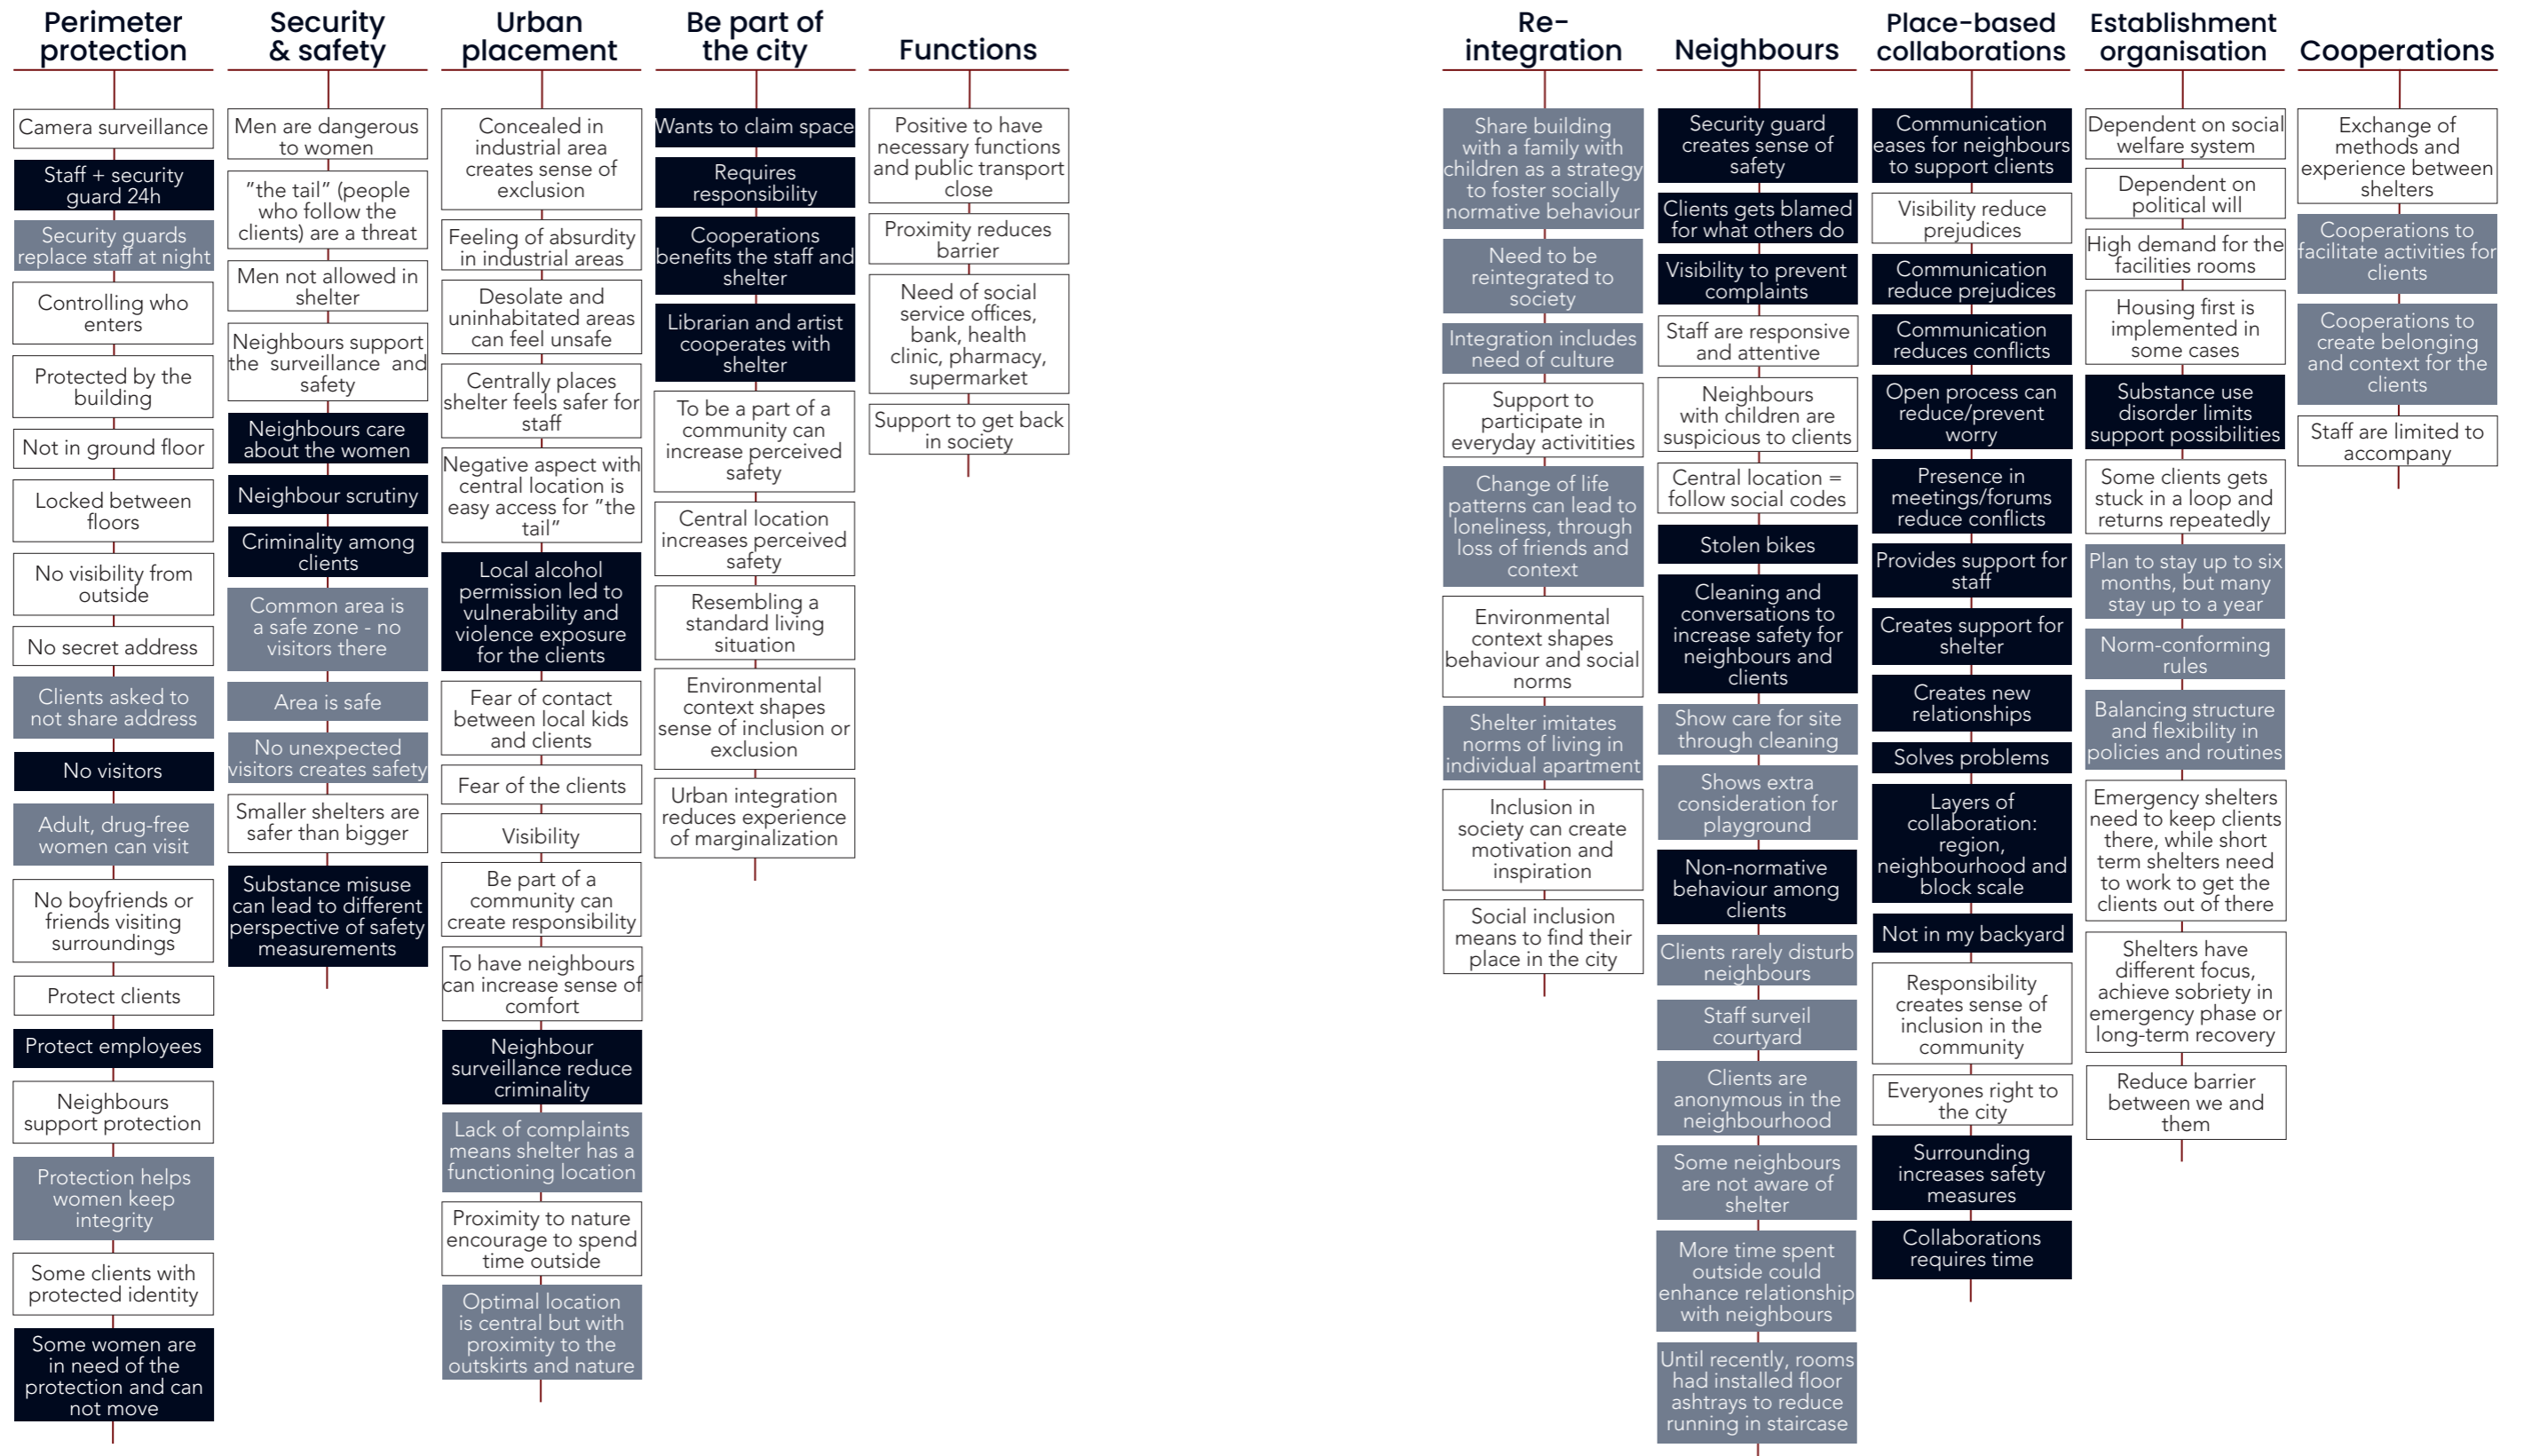 Perimeter
protection
Camera surveillance
Staff + security
guard 24h
Security guards
replace staff at night
Controlling who
enters
Protected by the
building
Not in ground floor
Locked between
floors
No visibility from
outside
No secret address
Clients asked to
not share address
No visitors
Adult, drug-free
women can visit
No boyfriends or
friends visiting
surroundings
Protect clients
Protect employees
Neighbours
support protection
Protection helps
women keep
integrity
Some clients with
protected identity
Some women are
in need of the
protection and can
not move
Security
& safety
Men are dangerous
to women
"the tail" (people
who follow the
clients) are a threat
Men not allowed in
shelter
Neighbours support
the surveillance and
safety
Neighbours care
about the women
Neighbour scrutiny
Criminality among
clients
Common area is
a safe zone - no
visitors there
Area is safe
No unexpected
visitors creates safety
Smaller shelters are
safer than bigger
Substance misuse
can lead to different
perspective of safety
measurements
Urban
placement
Concealed in
industrial area
creates sense of
exclusion
Feeling of absurdity
in industrial areas
Desolate and
uninhabitated areas
can feel unsafe
Centrally places
shelter feels safer for
staff
Negative aspect with
central location is
easy access for "the
tail"
Local alcohol
permission led to
vulnerability and
violence exposure
for the clients
Fear of contact
between local kids
and clients
Fear of the clients
Visibility
Be part of a
community can
create responsibility
To have neighbours
can increase sense of
comfort
Neighbour
surveillance reduce
criminality
Lack of complaints
means shelter has a
functioning location
Proximity to nature
encourage to spend
time outside
Optimal location
is central but with
proximity to the
outskirts and nature
Be part of
the city
Wants to claim space
Requires
responsibility
Cooperations
benefits the staff and
shelter
Librarian and artist
cooperates with
shelter
To be a part of a
community can
increase perceived
safety
Central location
increases perceived
safety
Resembling a
standard living
situation
Environmental
context shapes
sense of inclusion or
exclusion
Urban integration
reduces experience
of marginalization
Functions
Positive to have
necessary functions
and public transport
close
Proximity reduces
barrier
Need of social
service offices,
bank, health
clinic, pharmacy,
supermarket
Support to get back
in society
Re-
integration
Share building
with a family with
children as a strategy
to foster socially
normative behaviour
Need to be
reintegrated to
society
Integration includes
need of culture
Support to
participate in
everyday activitities
Change of life
patterns can lead to
loneliness, through
loss of friends and
context
Environmental
context shapes
behaviour and social
norms
Shelter imitates
norms of living in
individual apartment
Inclusion in
society can create
motivation and
inspiration
Social inclusion
means to find their
place in the city
Neighbours
Security guard
creates sense of
safety
Clients gets blamed
for what others do
Visibility to prevent
complaints
Staff are responsive
and attentive
Neighbours
with children are
suspicious to clients
Central location =
follow social codes
Stolen bikes
Cleaning and
conversations to
increase safety for
neighbours and
clients
Show care for site
through cleaning
Shows extra
consideration for
playground
Non-normative
behaviour among
clients
Clients rarely disturb
neighbours
Staff surveil
courtyard
Clients are
anonymous in the
neighbourhood
Some neighbours
are not aware of
shelter
More time spent
outside could
enhance relationship
with neighbours
Until recently, rooms
had installed floor
ashtrays to reduce
running in staircase
Place-based
collaborations
Communication
eases for neighbours
to support clients
Visibility reduce
prejudices
Communication
reduce prejudices
Communication
reduces conflicts
Open process can
reduce/prevent
worry
Presence in
meetings/forums
reduce conflicts
Provides support for
staff
Creates support for
shelter
Creates new
relationships
Solves problems
Layers of
collaboration:
region,
neighbourhood and
block scale
Not in my backyard
Responsibility
creates sense of
inclusion in the
community
Everyones right to
the city
Surrounding
increases safety
measures
Collaborations
requires time
Establishment
organisation
Dependent on social
welfare system
Dependent on
political will
High demand for the
facilities rooms
Housing first is
implemented in
some cases
Substance use
disorder limits
support possibilities
Some clients gets
stuck in a loop and
returns repeatedly
Plan to stay up to six
months, but many
stay up to a year
Norm-conforming
rules
Balancing structure
and flexibility in
policies and routines
Emergency shelters
need to keep clients
there, while short
term shelters need
to work to get the
clients out of there
Shelters have
different focus,
achieve sobriety in
emergency phase or
long-term recovery
Reduce barrier
between we and
them
Cooperations
Exchange of
methods and
experience between
shelters
Cooperations to
facilitate activities for
clients
Cooperations to
create belonging
and context for the
clients
Staff are limited to
accompany